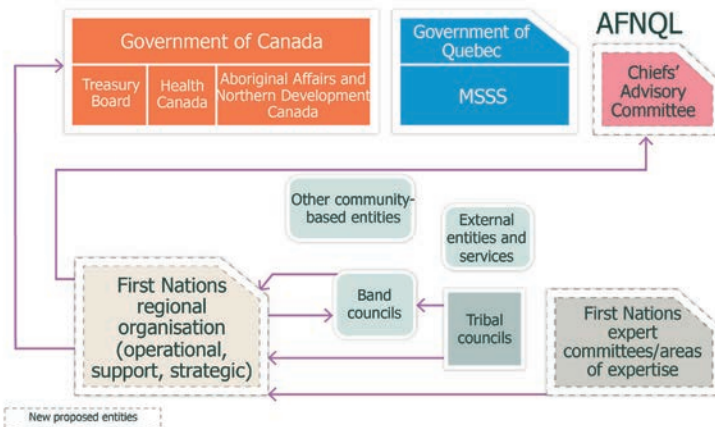 Government of Canada
Treasury
Board
Health
Canada
Aboriginal Affairs and
Northern Development
Canada
Government of
Quebec
MSSS
AFNQL
Chiefs'
Advisory
Committee
Other community-
based entities
External
entities and
services
First Nations
regional
organisation
(operational,
support, strategic)
Band
councils
Tribal
councils
First Nations
expert
committees/areas
of expertise
New proposed entities